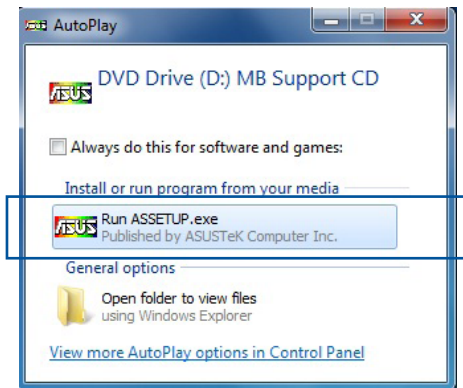 AutoPlay
DVD Drive (D:) MB Support CD
Always do this for software and games:
Install or run program from your media
Run ASSETUP.exe
Published by ASUSTeK Computer Inc.
General options
Open folder to view files
using Windows Explorer
View more AutoPlay options in Control Panel